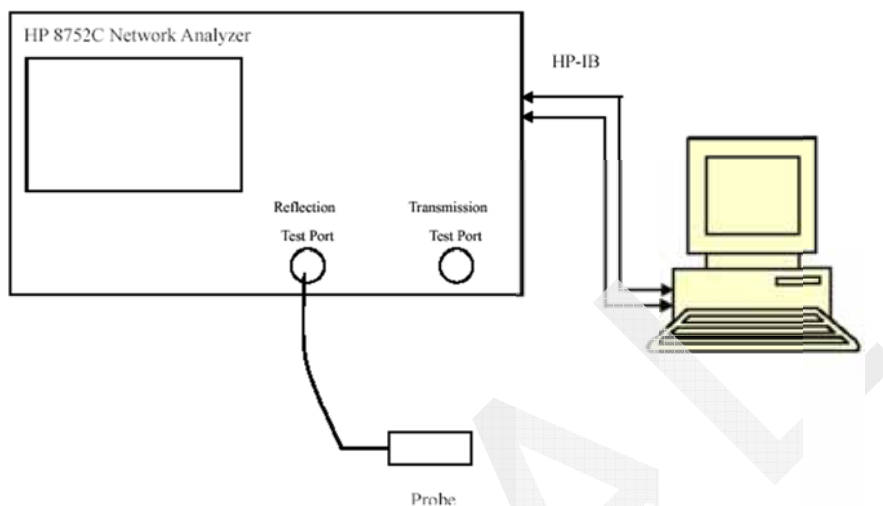 HP 8752C Network Analyzer
HP-IB
Reflection
Test Port
Transmission
Test Port
Probe